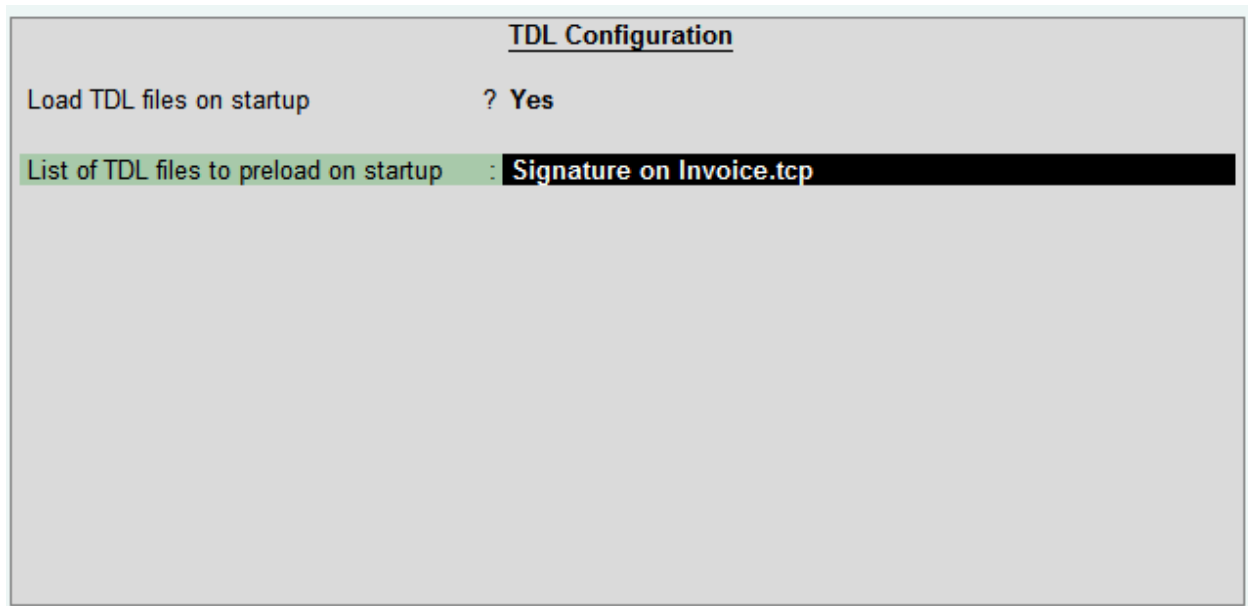 TDL Configuration
Load TDL files on startup ? Yes
List of TDL files to preload on startup : Signature on Invoice.tcp